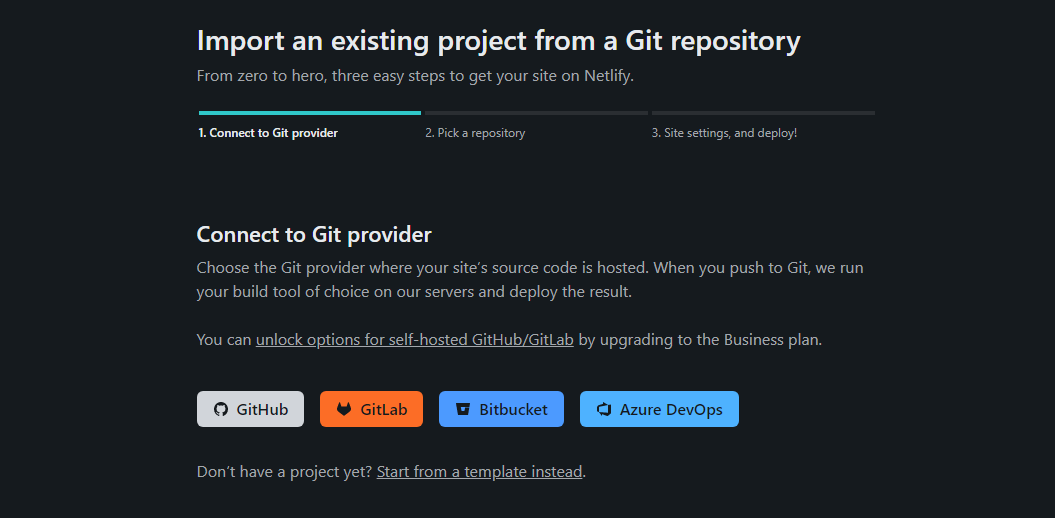 Import an existing project from a Git repository
From zero to hero, three easy steps to get your site on Netlify.
1. Connect to Git provider
2. Pick a repository
3. Site settings, and deploy!
Connect to Git provider
Choose the Git provider where your site’s source code is hosted. When you push to Git, we run
your build tool of choice on our servers and deploy the result.
You can unlock options for self-hosted GitHub/GitLab by upgrading to the Business plan.
GitHub
GitLab
Bitbucket
Azure DevOps
Don’t have a project yet? Start from a template instead.